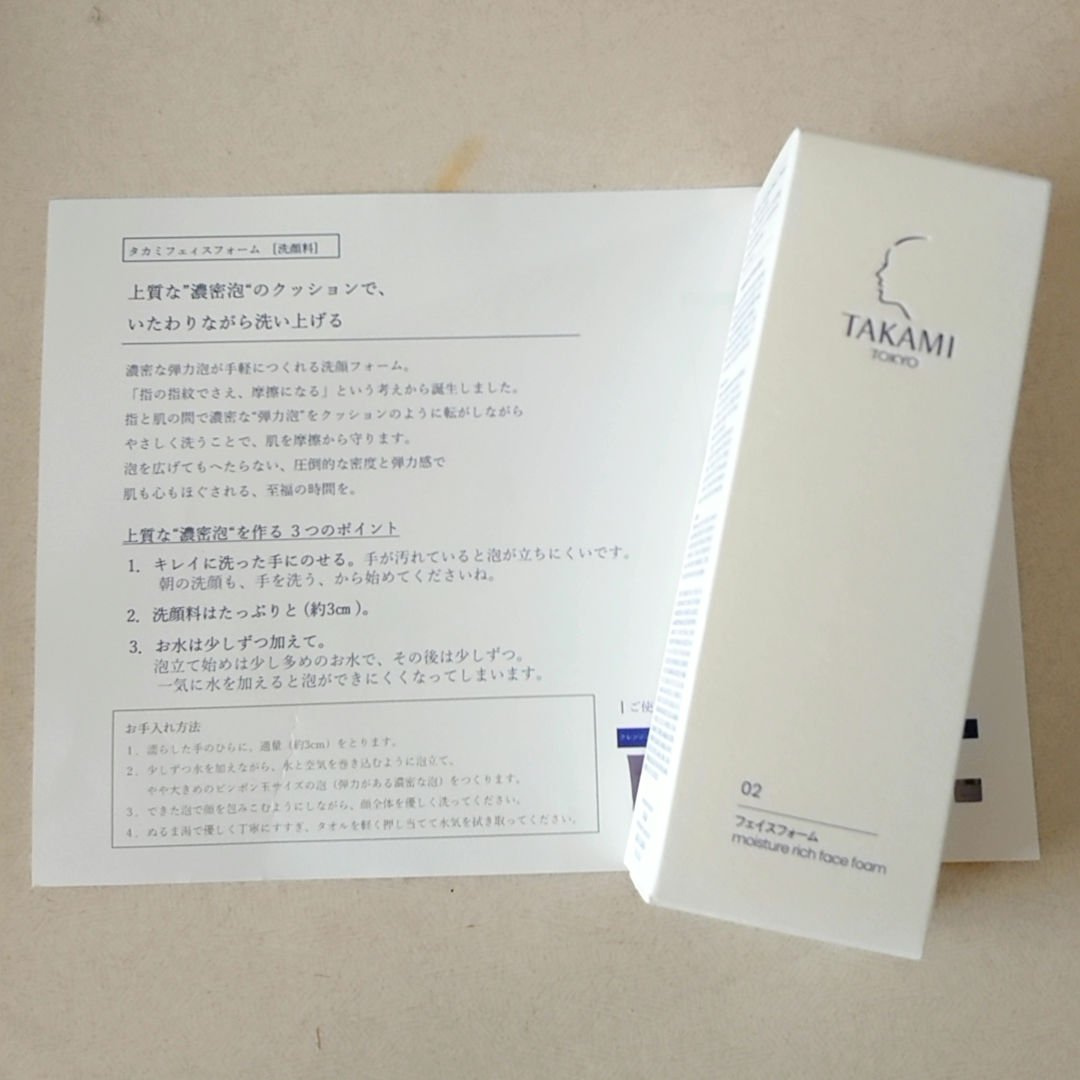 タカミフェイスフォーム ［洗顔料］
上質な”濃密泡“のクッションで、
いたわりながら洗い上げる
濃密な弾力泡が手軽につくれる洗顔フォーム。
「指の指紋でさえ、摩擦になる」という考えから誕生しました。
指と肌の間で濃密な“弾力泡”をクッションのように転がしながら
やさしく洗うことで、肌を摩擦から守ります。
泡を広げてもへたらない、圧倒的な密度と弾力感で
肌も心もほぐされる、至福の時間を。
上質な“濃密泡“を作る 3つのポイント
1. キレイに洗った手にのせる。手が汚れていると泡が立ちにくいです。
朝の洗顔も、手を洗う、から始めてくださいね。
2. 洗顔料はたっぷりと（約3㎝）。
3. お水は少しずつ加えて。
泡立て始めは少し多めのお水で、その後は少しずつ。
一気に水を加えると泡ができにくくなってしまいます。
お手入れ方法
1. 濡らした手のひらに、適量（約3cm）をとります。
2. 少しずつ水を加えながら、水と空気を巻き込むように泡立て、
やや大きめのピンポン玉サイズの泡（弾力がある濃密な泡）をつくります。
3. できた泡で顔を包みこむようにしながら、顔全体を優しく洗ってください。
4. ぬるま湯で優しく丁寧にすすぎ、タオルを軽く押し当てて水気を拭き取ってください。
ご使
クレンジ
TAKAMI
TOKYO
02
フェイスフォーム
moisture rich face foam